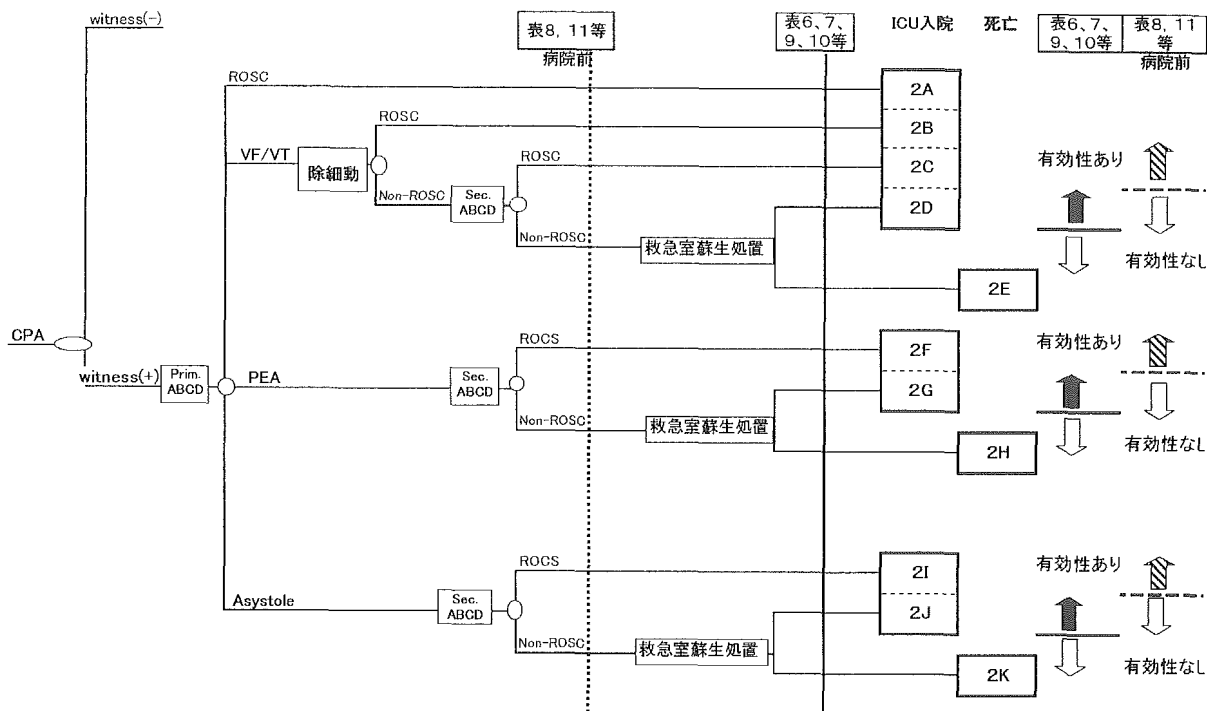 witness(-)
表8, 11等
病院前
表6、7、
9、10等
ICU入院
死亡
表6、7、
9、10等
表8, 11
等
病院前
ROSC
2A
ROSC
2B
VF/VT
除細動
ROSC
2C
有効性あり
Non-ROSC
Sec.
ABCD
2D
Non-ROSC
救急室蘇生処置
有効性なし
2E
CPA
ROCS
2F
有効性あり
witness(+)
Prim.
ABCD
PEA
Sec.
ABCD
2G
Non-ROSC
救急室蘇生処置
有効性なし
2H
ROCS
2I
有効性あり
Asystole
Sec.
ABCD
2J
Non-ROSC
救急室蘇生処置
有効性なし
2K